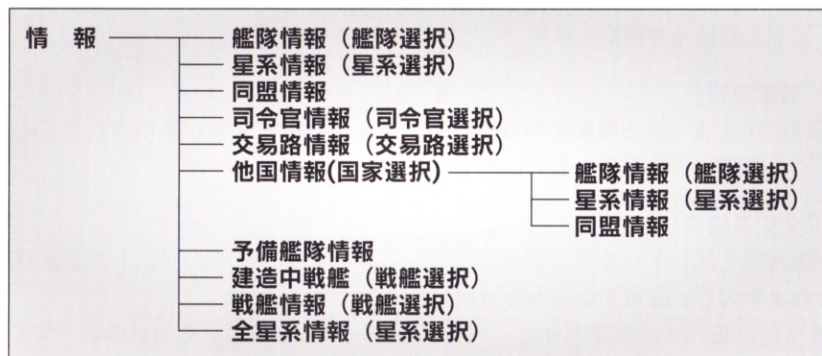 情 報 艦隊情報（艦隊選択）
星系情報（星系選択）
同盟情報
司令官情報（司令官選択）
交易路情報（交易路選択）
他国情報(国家選択) 艦隊情報（艦隊選択）
星系情報（星系選択）
同盟情報
予備艦隊情報
建造中戦艦（戦艦選択）
戦艦情報（戦艦選択）
全星系情報（星系選択）